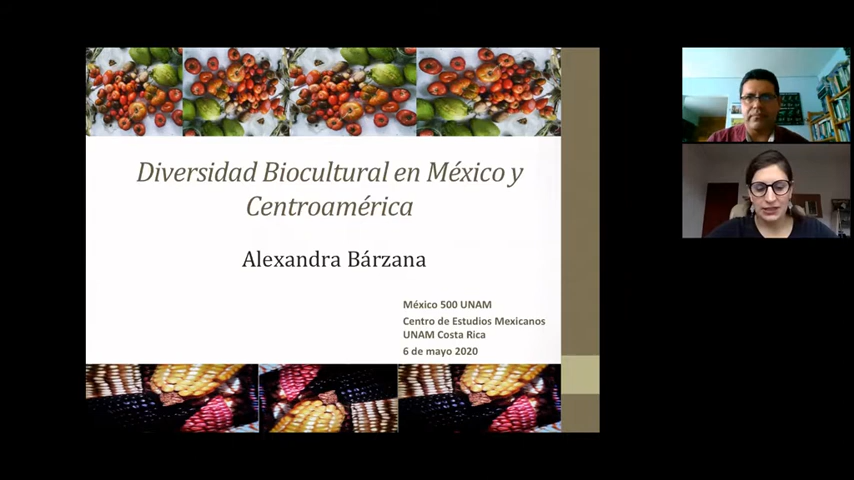 Diversidad Biocultural en México y
Centroamérica
Alexandra Bárzana
México 500 UNAM
Centro de Estudios Mexicanos
UNAM Costa Rica
6 de mayo 2020